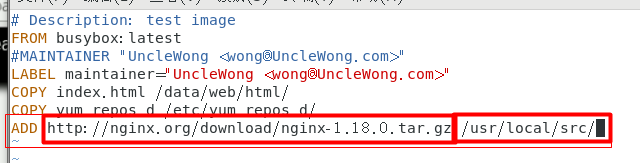 # Description: test image
FROM busybox:latest
#MAINTAINER "UncleWong <wong@UncleWong.com>"
LABEL maintainer="UncleWong <wong@UncleWong.com>"
COPY index.html /data/web/html/
COPY yum.repos.d /etc/yum.repos.d/
ADD http://nginx.org/download/nginx-1.18.0.tar.gz /usr/local/src/
~
~